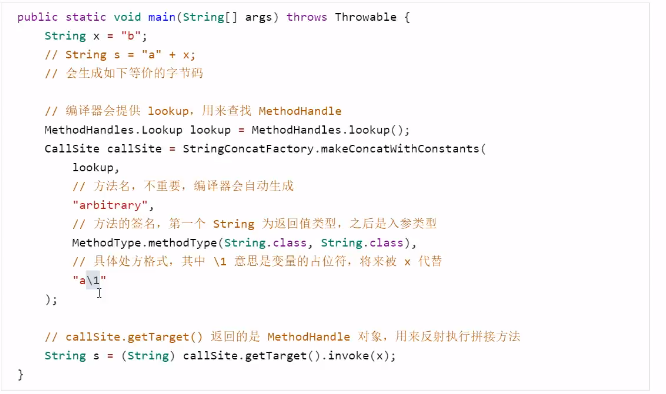 public static void main(String[] args) throws Throwable {
String x = "b";
// String s = "a" + x;
// 会生成如下等价的字节码
// 编译器会提供 lookup，用来查找 MethodHandle
MethodHandles.Lookup lookup = MethodHandles.lookup();
CallSite callSite = StringConcatFactory.makeConcatWithConstants(
lookup,
// 方法名，不重要，编译器会自动生成
"arbitrary",
// 方法的签名，第一个 String 为返回值类型，之后是入参类型
MethodType.methodType(String.class, String.class),
// 具体处方格式，其中 \1 意思是变量的占位符，将来被 x 代替
"a\1"
);
// callSite.getTarget() 返回的是 MethodHandle 对象，用来反射执行拼接方法
String s = (String) callSite.getTarget().invoke(x);
}